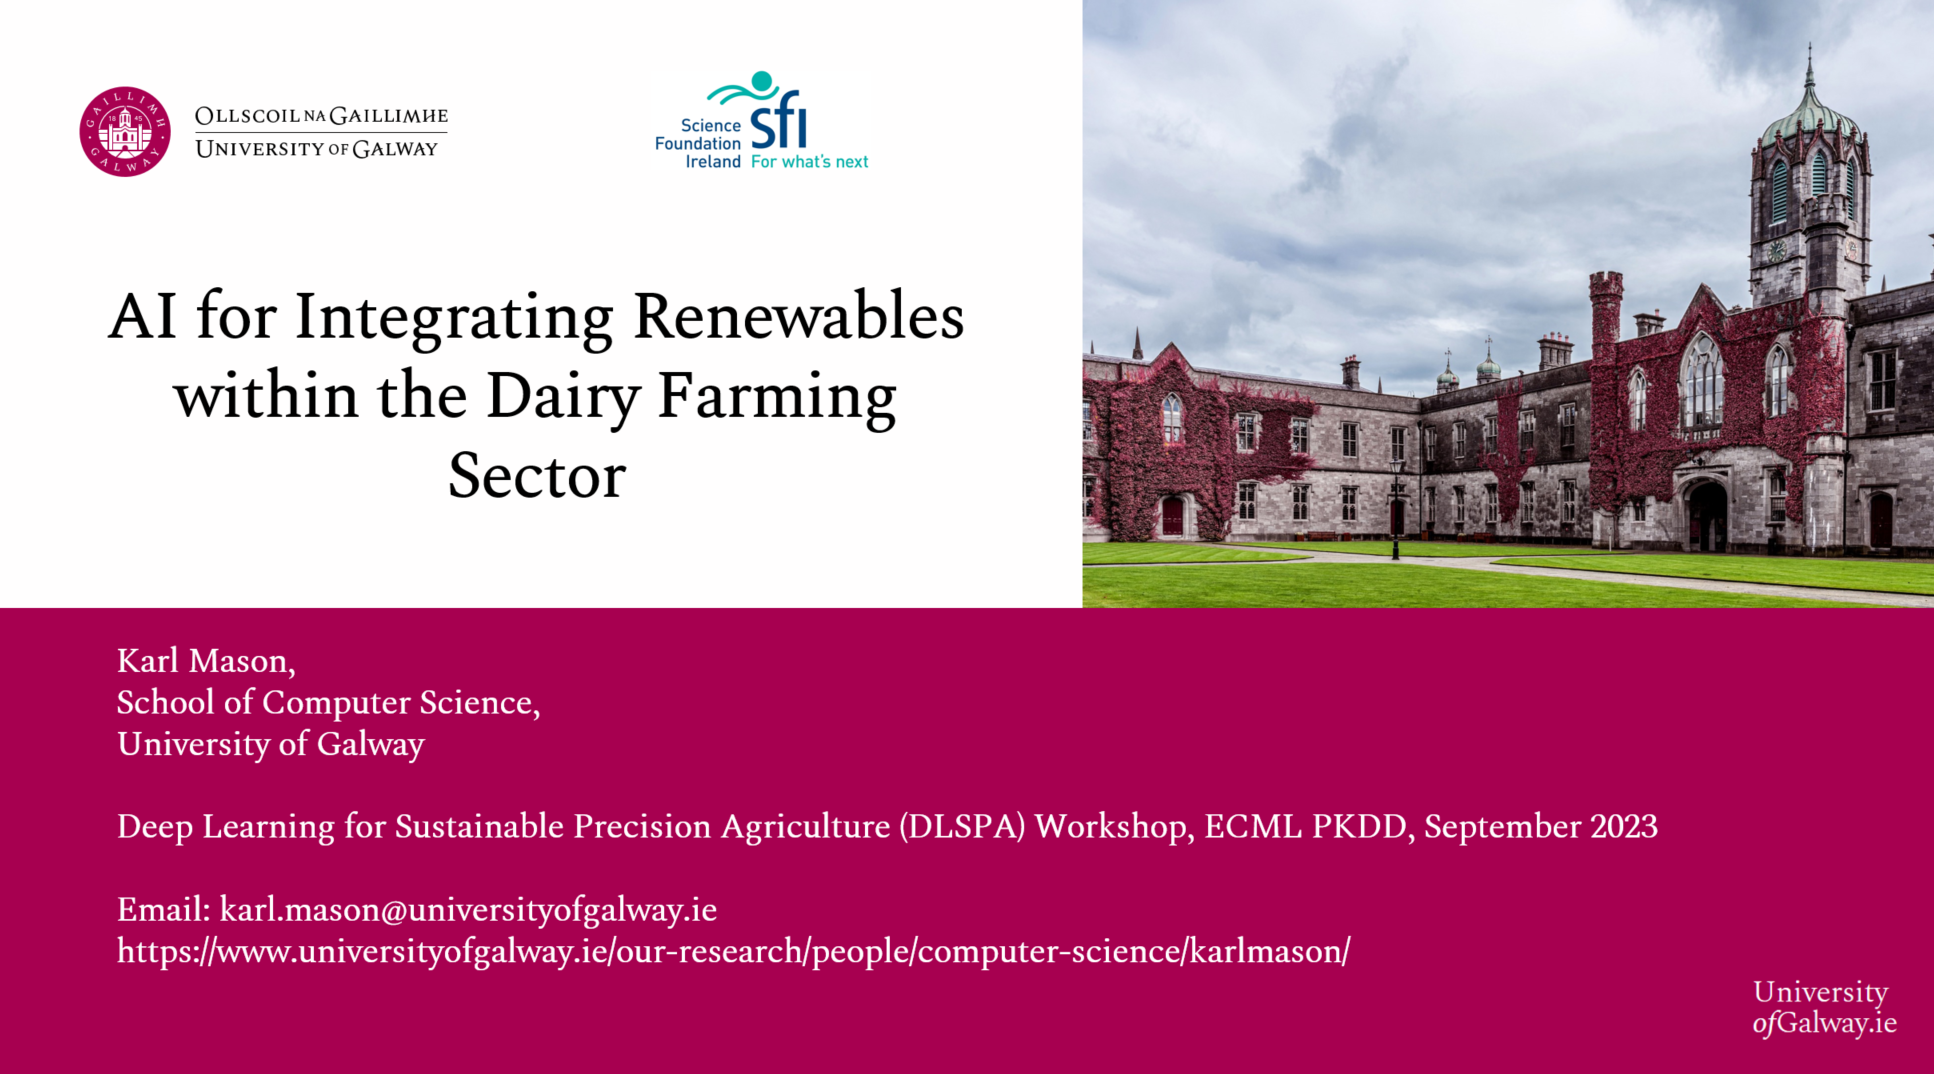 GAILLIMH
18 45
GALWAY
OLLSCOIL NA GAILLIMHE
UNIVERSITY OF GALWAY
Science
Foundation
Ireland
sfi
For what's next
AI for Integrating Renewables
within the Dairy Farming
Sector
Karl Mason,
School of Computer Science,
University of Galway
Deep Learning for Sustainable Precision Agriculture (DLSPA) Workshop, ECML PKDD, September 2023
Email: karl.mason@universityofgalway.ie
https://www.universityofgalway.ie/our-research/people/computer-science/karlmason/
University
ofGalway.ie